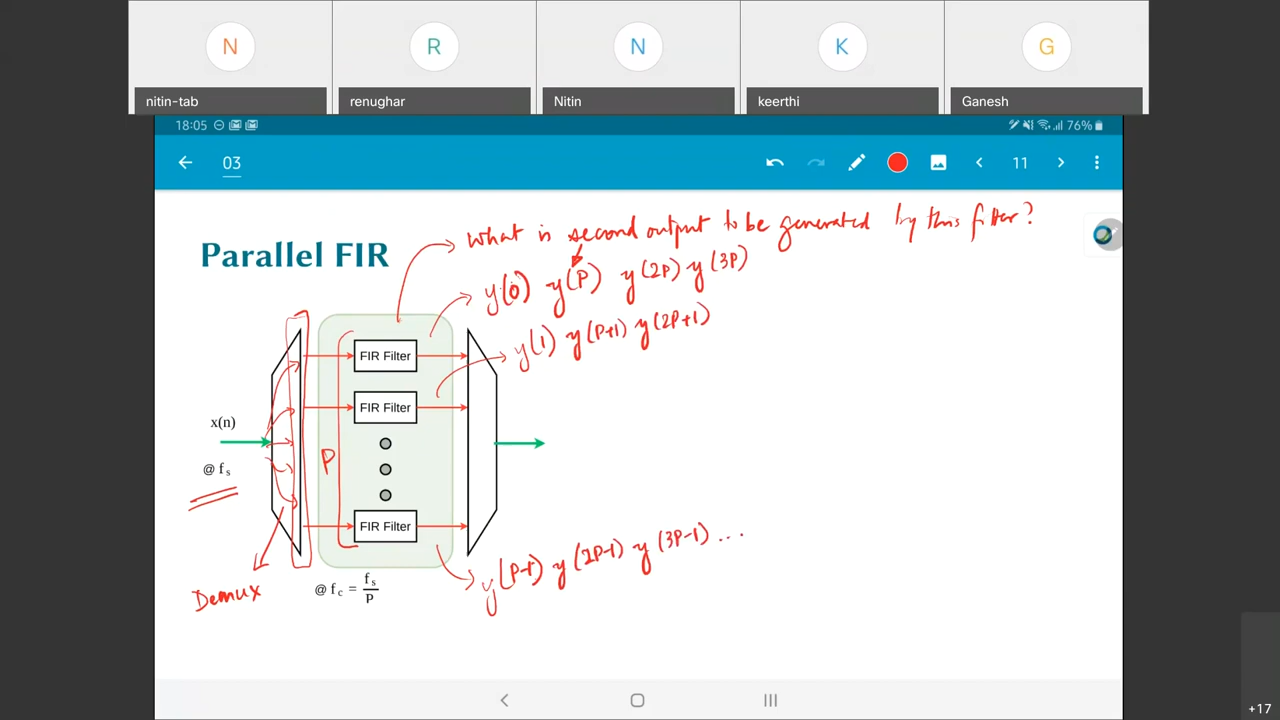 N
R
N
K
G
nitin-tab
renughar
Nitin
keerthi
Ganesh
18:05
76%
03
11
What is second output to be generated by this filter?
Parallel FIR
y(0) y(P) y(2P) y(3P)
y(1) y(P+1) y(2P+1)
FIR Filter
FIR Filter
x(n)
P
@ fs
FIR Filter
y(P-1) y(2P-1) y(3P-1) ...
Demux
@ fc = fs/P
+17